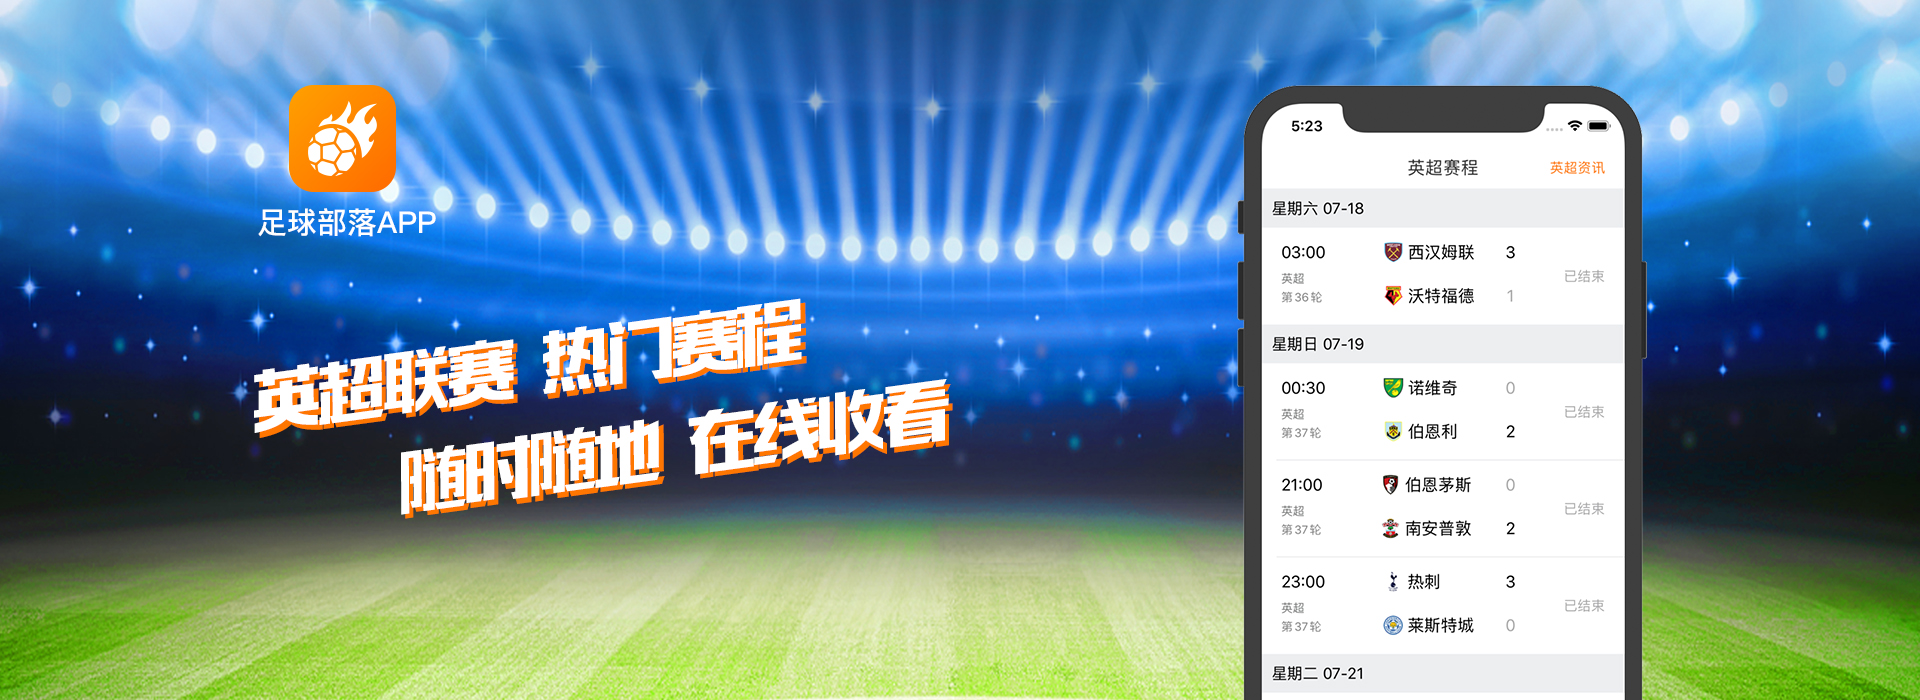 足球部落APP
英超联赛 热门赛程
随时随地 在线收看
5:23
英超赛程 英超资讯
星期六 07-18
03:00 西汉姆联 3
英超 已结束
第36轮 沃特福德 1
星期日 07-19
00:30 诺维奇 0
英超 已结束
第37轮 伯恩利 2
21:00 伯恩茅斯 0
英超 已结束
第37轮 南安普敦 2
23:00 热刺 3
英超 已结束
第37轮 莱斯特城 0
星期二 07-21